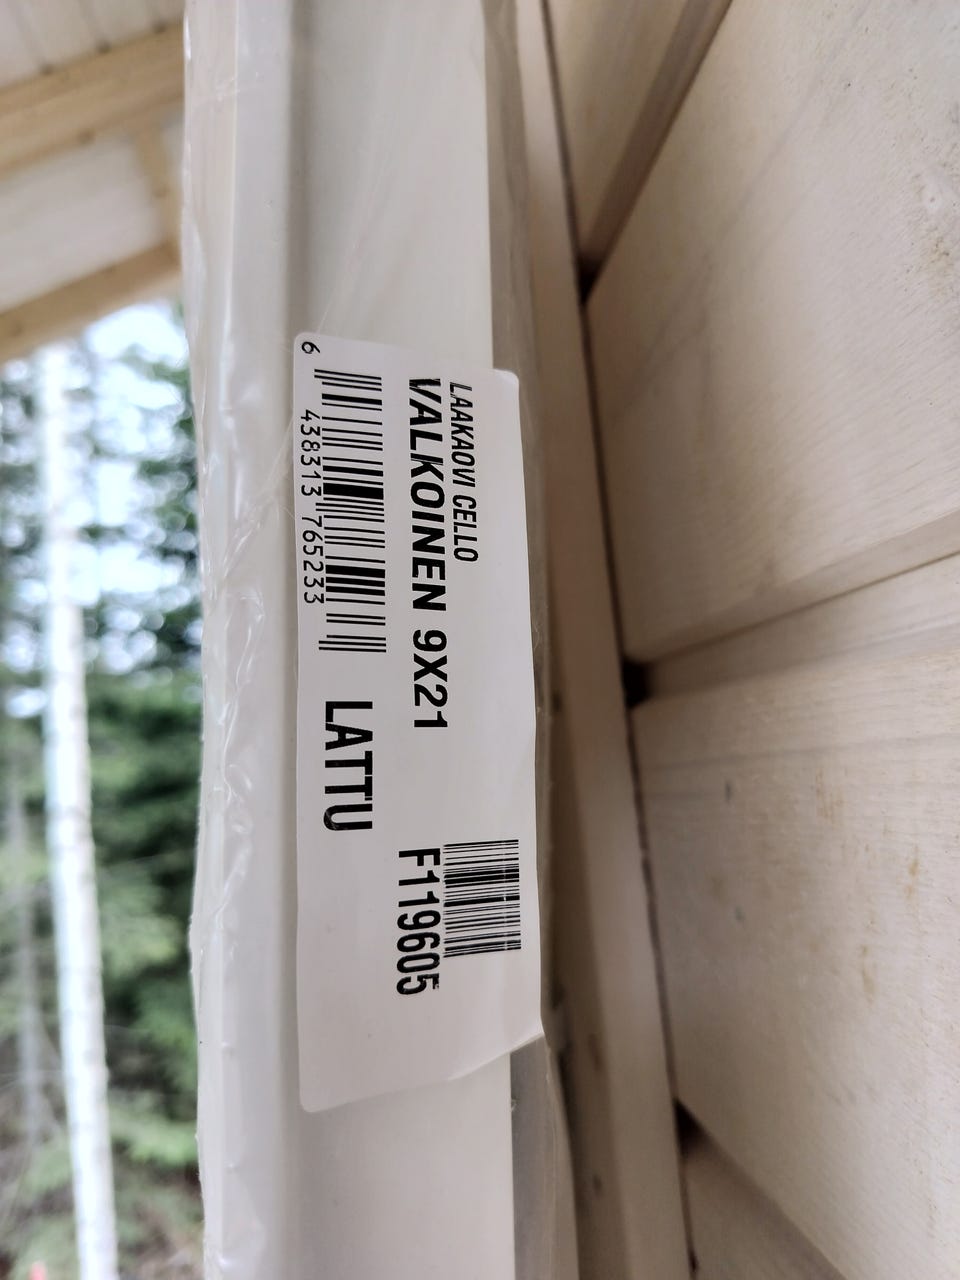 LAAKAOVI CELLO
VALKOINEN 9X21
6 438313 765233
LATTU
F119605